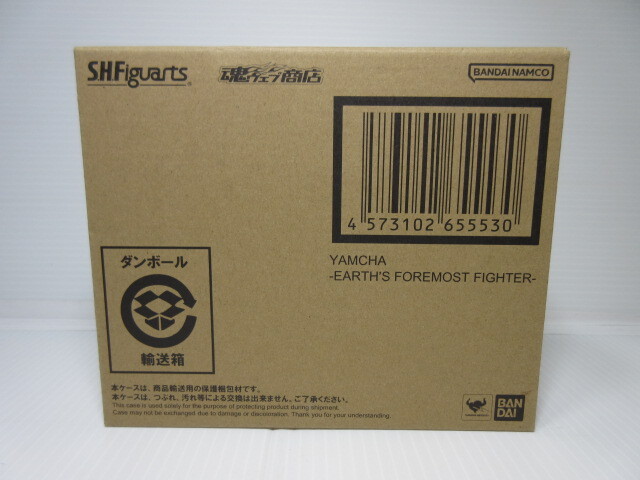 S.H.Figuarts
魂ウェブ商店
BANDAI NAMCO
4 573102 655530
YAMCHA
-EARTH'S FOREMOST FIGHTER-
ダンボール
輸送箱
本ケースは、商品輸送用の保護梱包材です。
本ケースは、つぶれ、汚れ等による交換は出来ません。ご了承ください。
This case is used solely for the purpose of protecting product during shipment.
Case may not be exchanged due to damage or discoloration. Thank you for your understanding.
BAN
DAI